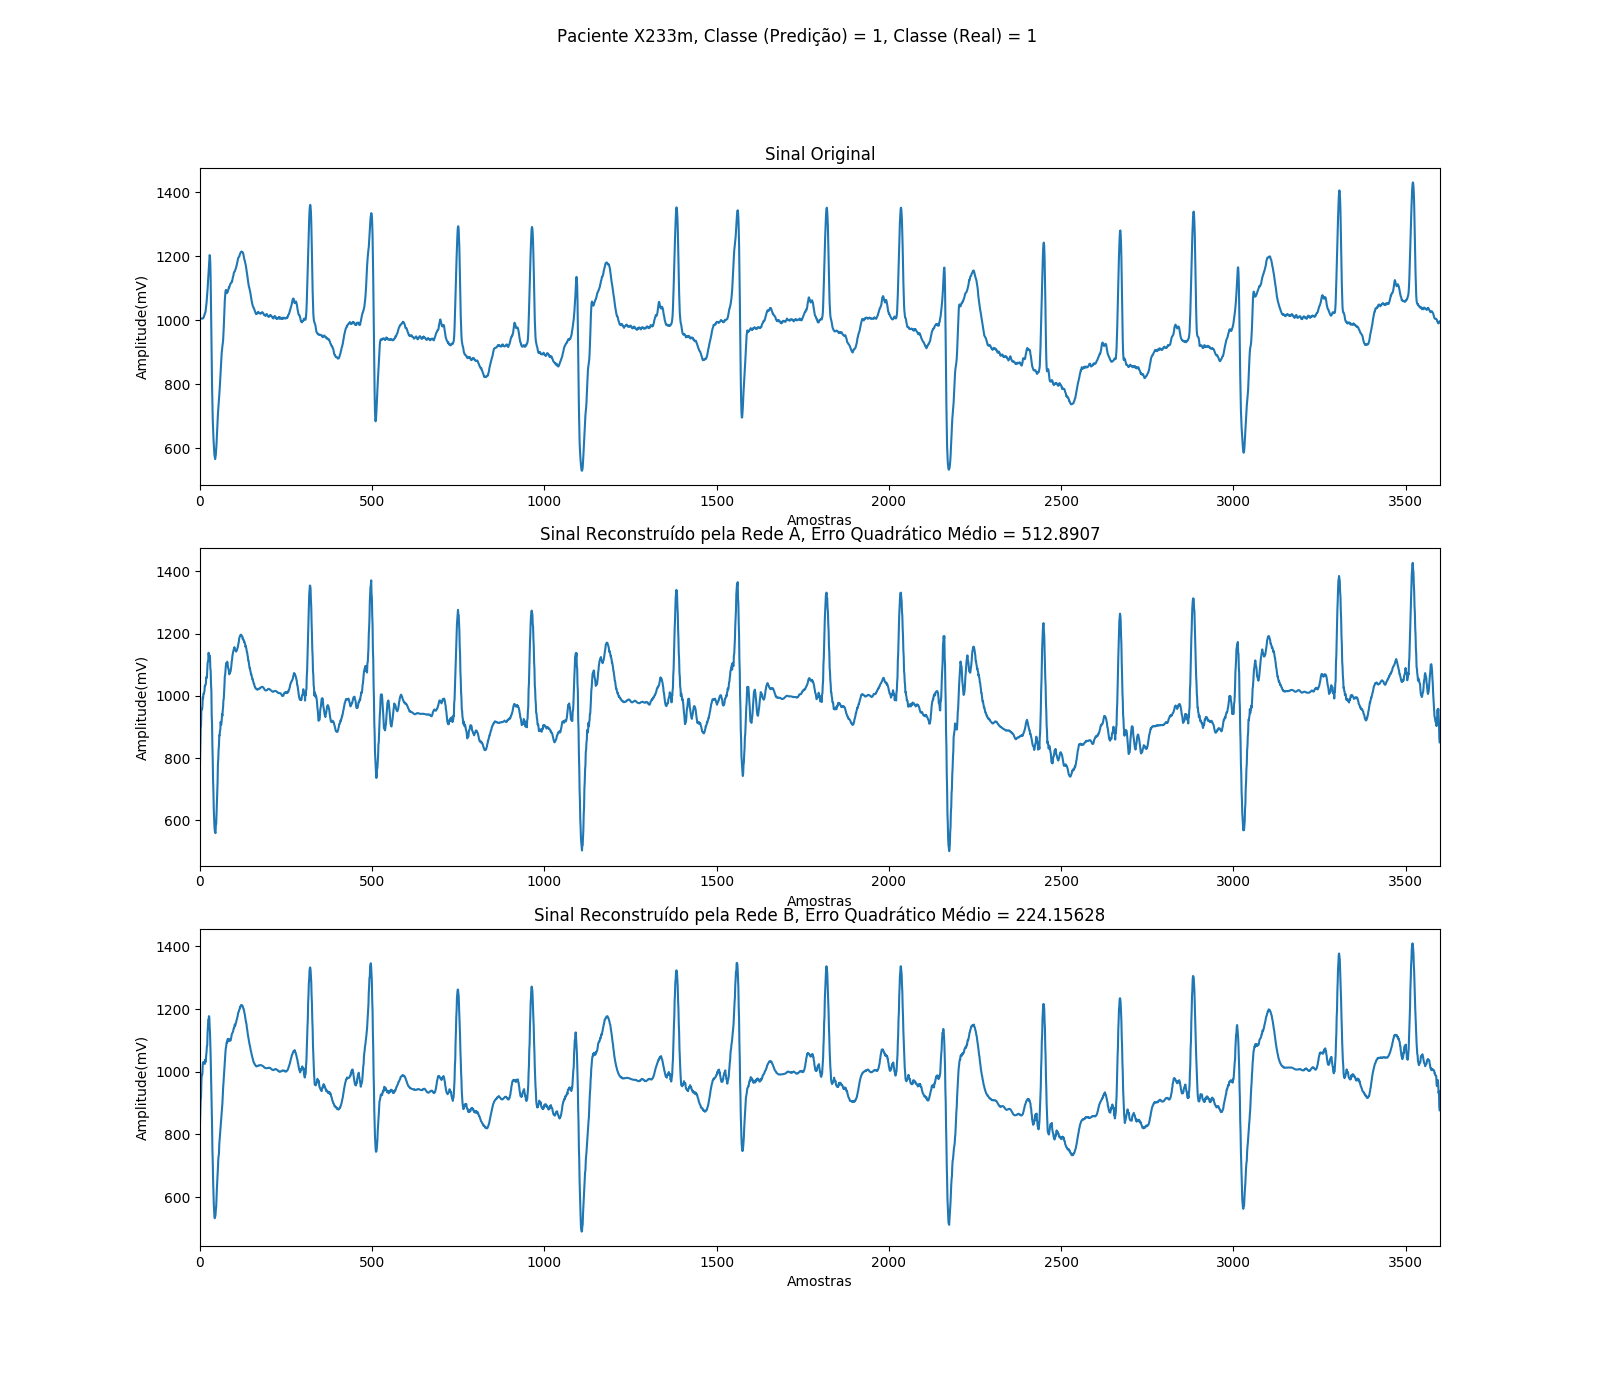 Paciente X233m, Classe (Predição) = 1, Classe (Real) = 1
Sinal Original
1400
1200
1000
800
600
Amplitude(mV)
0 500 1000 1500 2000 2500 3000 3500
Amostras
Sinal Reconstruído pela Rede A, Erro Quadrático Médio = 512.8907
1400
1200
1000
800
600
Amplitude(mV)
0 500 1000 1500 2000 2500 3000 3500
Amostras
Sinal Reconstruído pela Rede B, Erro Quadrático Médio = 224.15628
1400
1200
1000
800
600
Amplitude(mV)
0 500 1000 1500 2000 2500 3000 3500
Amostras